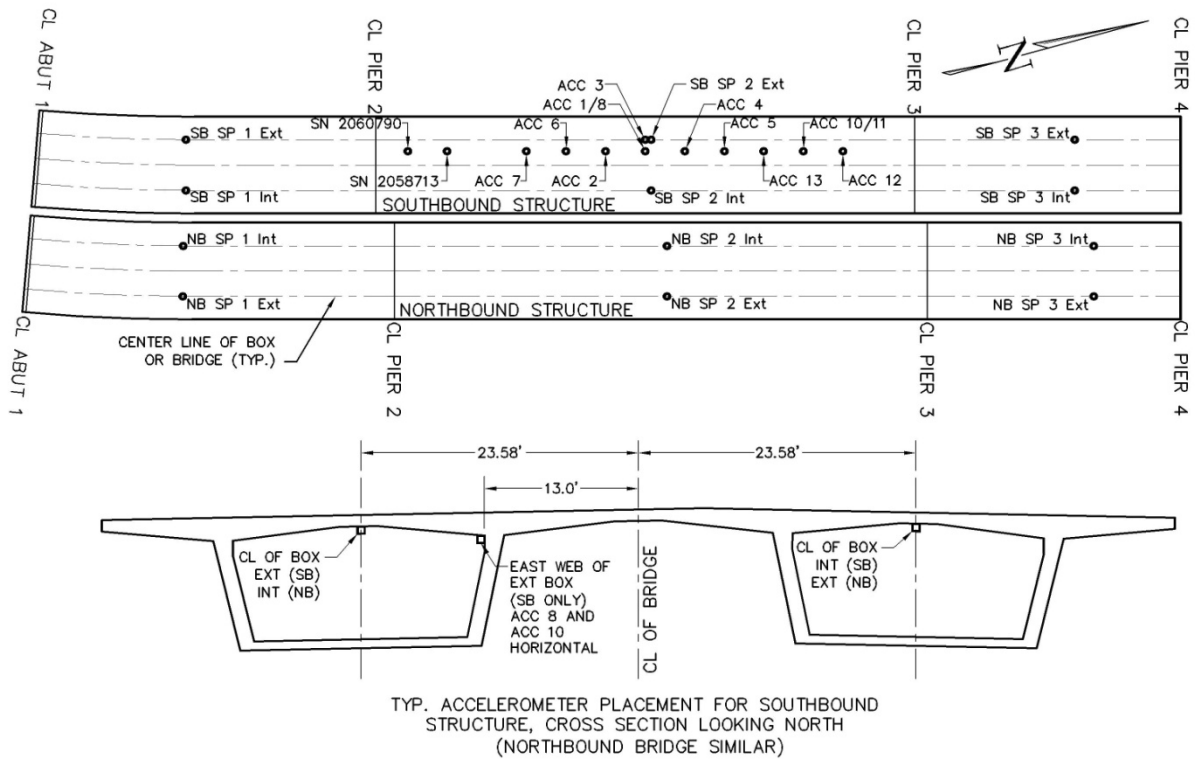 CL ABUT 1
CL PIER 2
CL PIER 3
CL PIER 4
N
ACC 3
SB SP 2 Ext
ACC 1/8
ACC 4
SB SP 1 Ext
SN 2060790
ACC 6
ACC 5
ACC 10/11
SB SP 3 Ext
SB SP 1 Int
SN 2058713
ACC 7
ACC 2
SB SP 2 Int
ACC 13
ACC 12
SB SP 3 Int
SOUTHBOUND STRUCTURE
NB SP 1 Int
NB SP 2 Int
NB SP 3 Int
NB SP 1 Ext
NB SP 2 Ext
NB SP 3 Ext
NORTHBOUND STRUCTURE
CENTER LINE OF BOX
OR BRIDGE (TYP.)
CL ABUT 1
CL PIER 2
CL PIER 3
CL PIER 4
23.58'
23.58'
13.0'
CL OF BOX
EXT (SB)
INT (NB)
EAST WEB OF
EXT BOX
(SB ONLY)
ACC 8 AND
ACC 10
HORIZONTAL
CL OF BRIDGE
CL OF BOX
INT (SB)
EXT (NB)
TYP. ACCELEROMETER PLACEMENT FOR SOUTHBOUND
STRUCTURE, CROSS SECTION LOOKING NORTH
(NORTHBOUND BRIDGE SIMILAR)